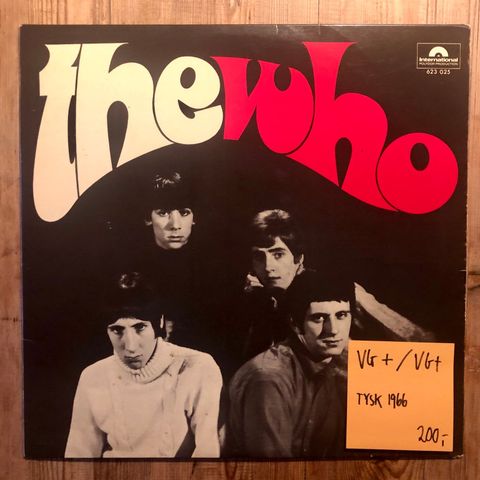 thewho
International
POLYDOR PRODUCTION
623 025
VG + / VG+
TYSK 1966
200,-